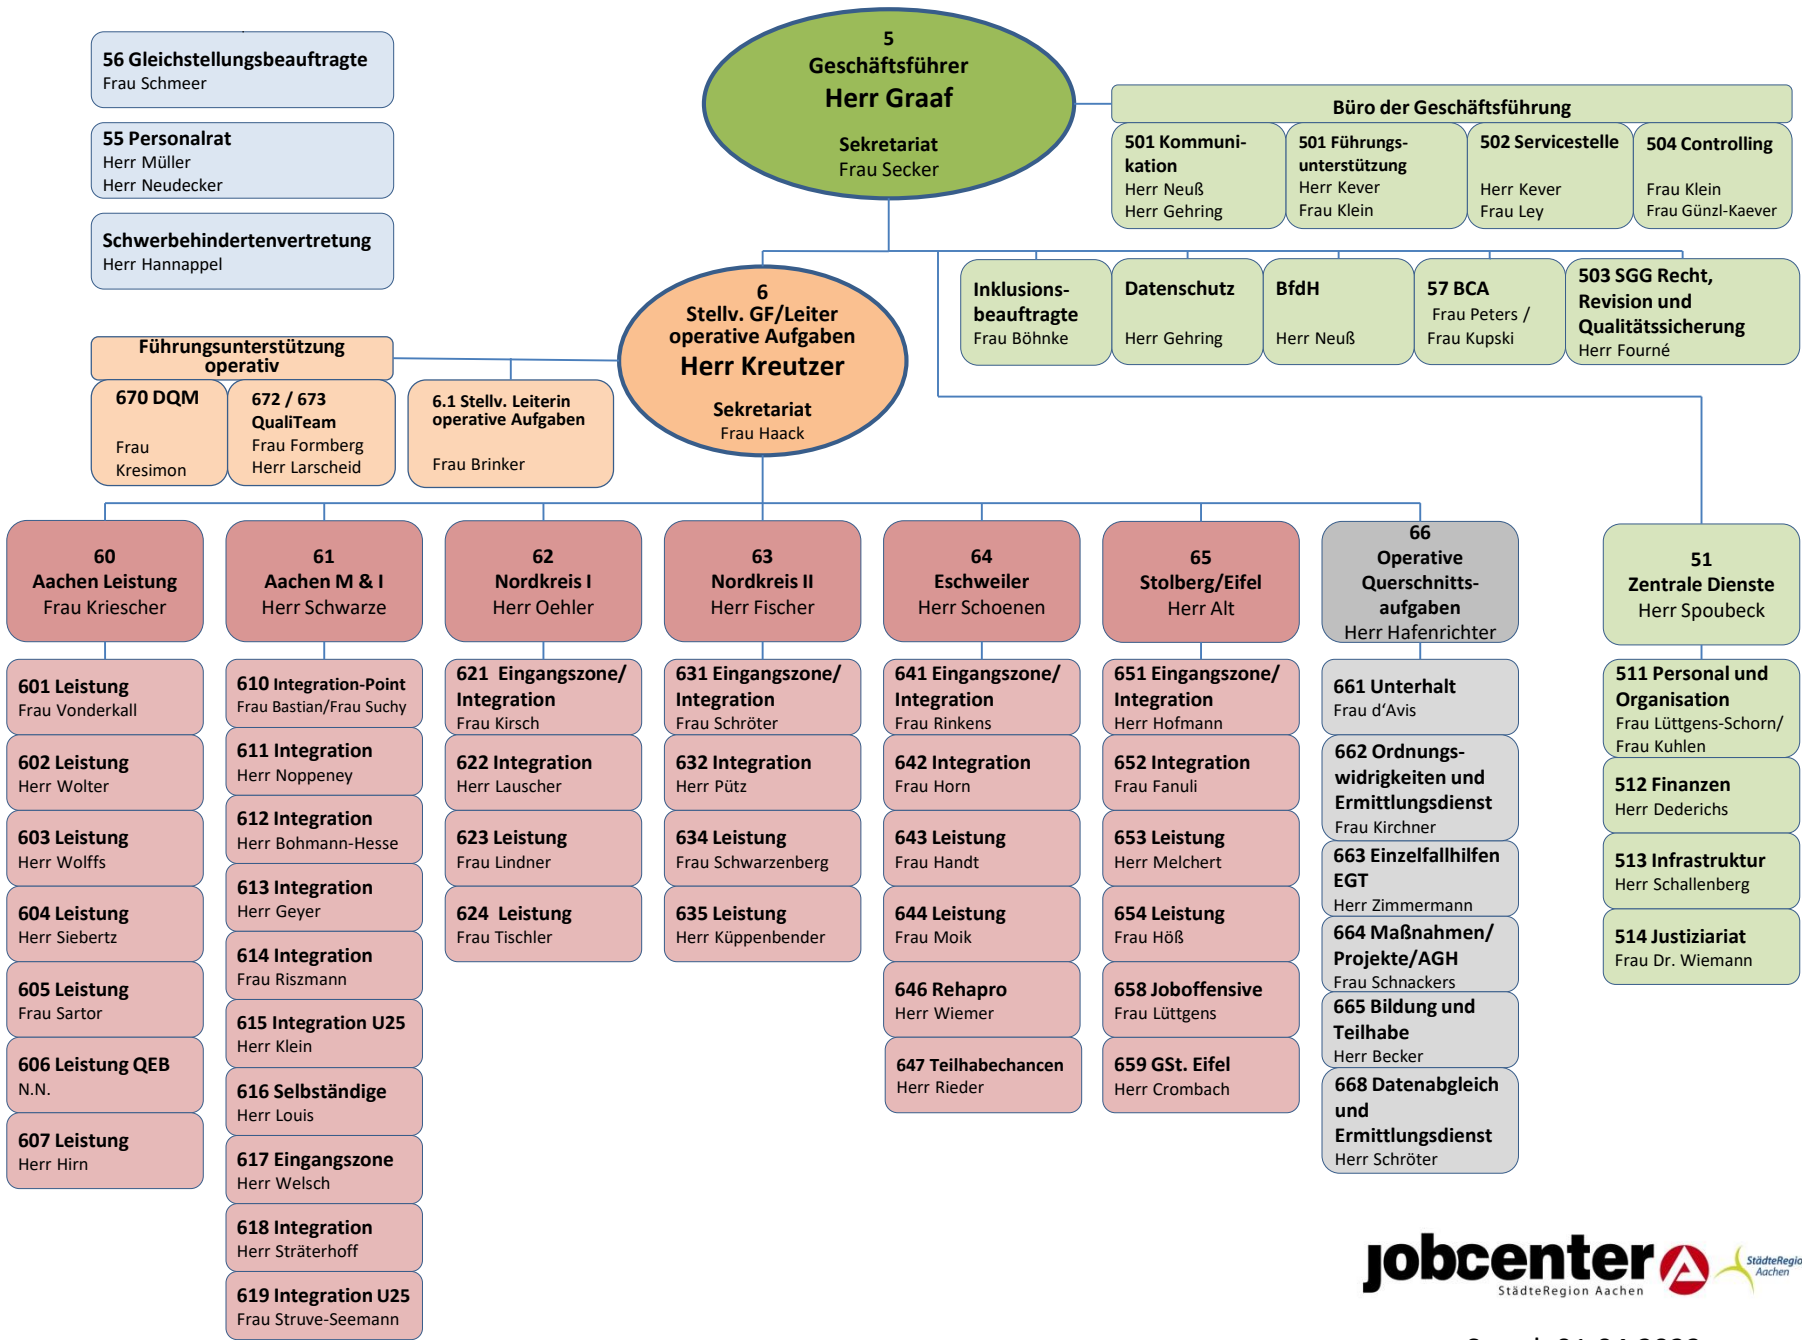 56 Gleichstellungsbeauftragte
Frau Schmeer
55 Personalrat
Herr Müller
Herr Neudecker
Schwerbehindertenvertretung
Herr Hannappel
5
Geschäftsführer
Herr Graaf
Sekretariat
Frau Secker
Büro der Geschäftsführung
501 Kommuni-
kation
Herr Neuß
Herr Gehring
501 Führungs-
unterstützung
Herr Kever
Frau Klein
502 Servicestelle
Herr Kever
Frau Ley
504 Controlling
Frau Klein
Frau Günzl-Kaever
Inklusions-
beauftragte
Frau Böhnke
Datenschutz
Herr Gehring
BfdH
Herr Neuß
57 BCA
Frau Peters /
Frau Kupski
503 SGG Recht,
Revision und
Qualitätssicherung
Herr Fourné
6
Stellv. GF/Leiter
operative Aufgaben
Herr Kreutzer
Sekretariat
Frau Haack
Führungsunterstützung
operativ
670 DQM
Frau
Kresimon
672 / 673
QualiTeam
Frau Formberg
Herr Larscheid
6.1 Stellv. Leiterin
operative Aufgaben
Frau Brinker
60
Aachen Leistung
Frau Kriescher
601 Leistung
Frau Vonderkall
602 Leistung
Herr Wolter
603 Leistung
Herr Wolffs
604 Leistung
Herr Siebertz
605 Leistung
Frau Sartor
606 Leistung QEB
N.N.
607 Leistung
Herr Hirn
61
Aachen M & I
Herr Schwarze
610 Integration-Point
Frau Bastian/Frau Suchy
611 Integration
Herr Noppeney
612 Integration
Herr Bohmann-Hesse
613 Integration
Herr Geyer
614 Integration
Frau Riszmann
615 Integration U25
Herr Klein
616 Selbständige
Herr Louis
617 Eingangszone
Herr Welsch
618 Integration
Herr Sträterhoff
619 Integration U25
Frau Struve-Seemann
62
Nordkreis I
Herr Oehler
621 Eingangszone/
Integration
Frau Kirsch
622 Integration
Herr Lauscher
623 Leistung
Frau Lindner
624 Leistung
Frau Tischler
63
Nordkreis II
Herr Fischer
631 Eingangszone/
Integration
Frau Schröter
632 Integration
Herr Pütz
634 Leistung
Frau Schwarzenberg
635 Leistung
Herr Küppenbender
64
Eschweiler
Herr Schoenen
641 Eingangszone/
Integration
Frau Rinkens
642 Integration
Frau Horn
643 Leistung
Frau Handt
644 Leistung
Frau Moik
646 Rehapro
Herr Wiemer
647 Teilhabechancen
Herr Rieder
65
Stolberg/Eifel
Herr Alt
651 Eingangszone/
Integration
Herr Hofmann
652 Integration
Frau Fanuli
653 Leistung
Herr Melchert
654 Leistung
Frau Höß
658 Joboffensive
Frau Lüttgens
659 GSt. Eifel
Herr Crombach
66
Operative
Querschnitts-
aufgaben
Herr Hafenrichter
661 Unterhalt
Frau d‘Avis
662 Ordnungs-
widrigkeiten und
Ermittlungsdienst
Frau Kirchner
663 Einzelfallhilfen
EGT
Herr Zimmermann
664 Maßnahmen/
Projekte/AGH
Frau Schnackers
665 Bildung und
Teilhabe
Herr Becker
668 Datenabgleich
und
Ermittlungsdienst
Herr Schröter
51
Zentrale Dienste
Herr Spoubeck
511 Personal und
Organisation
Frau Lüttgens-Schorn/
Frau Kuhlen
512 Finanzen
Herr Dederichs
513 Infrastruktur
Herr Schallenberg
514 Justiziariat
Frau Dr. Wiemann
jobcenter
StädteRegion Aachen
StädteRegio
Aachen